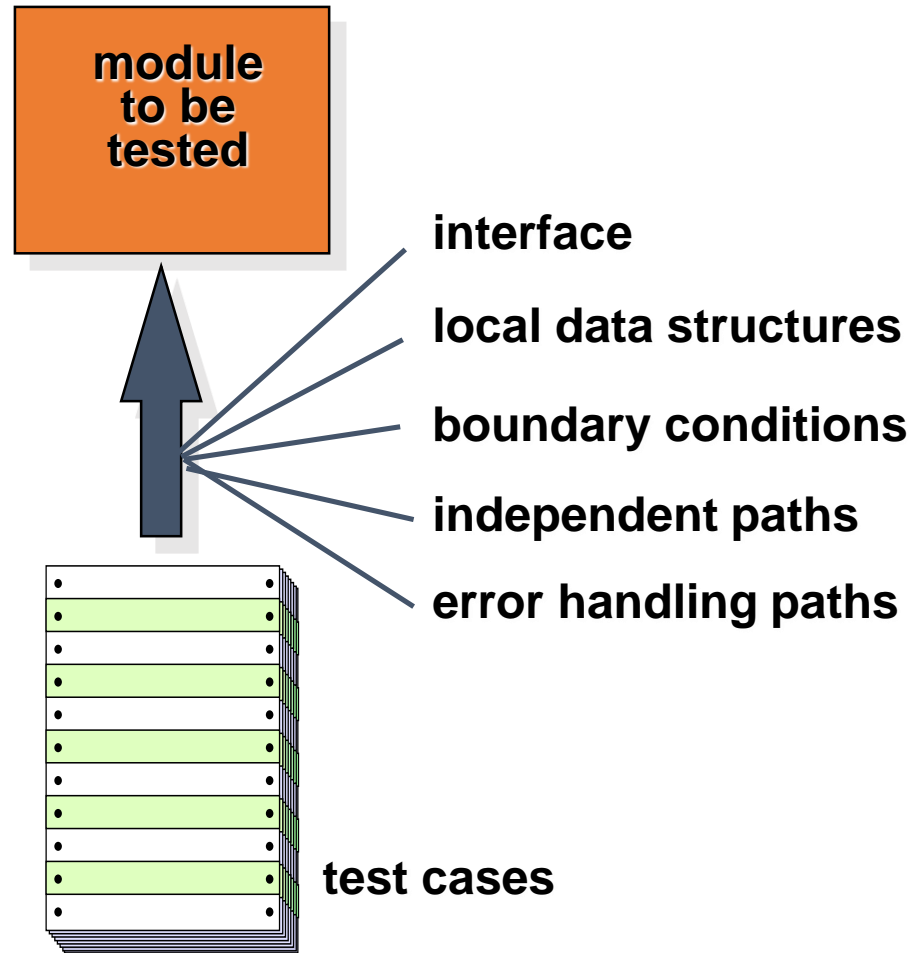 module
to be
tested
interface
local data structures
boundary conditions
independent paths
error handling paths
test cases